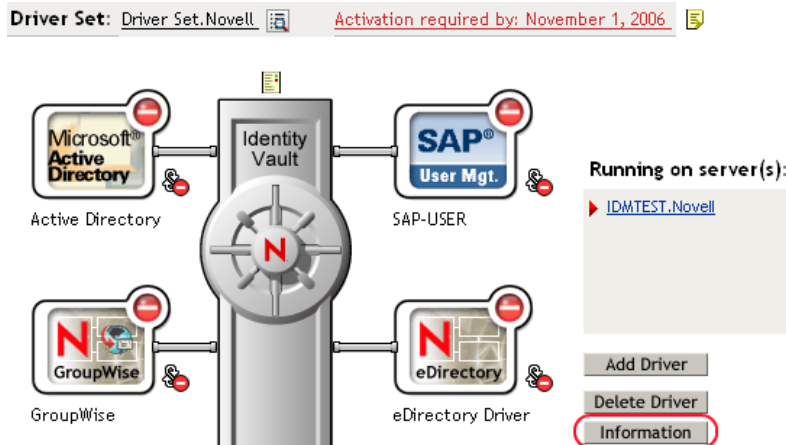 Driver Set: Driver Set.Novell Activation required by: November 1, 2006
Microsoft®
Active
Directory
Active Directory
Identity
Vault
N
SAP®
User Mgt.
SAP-USER
Running on server(s):
IDMTEST.Novell
N
GroupWise
GroupWise
N
eDirectory
eDirectory Driver
Add Driver
Delete Driver
Information